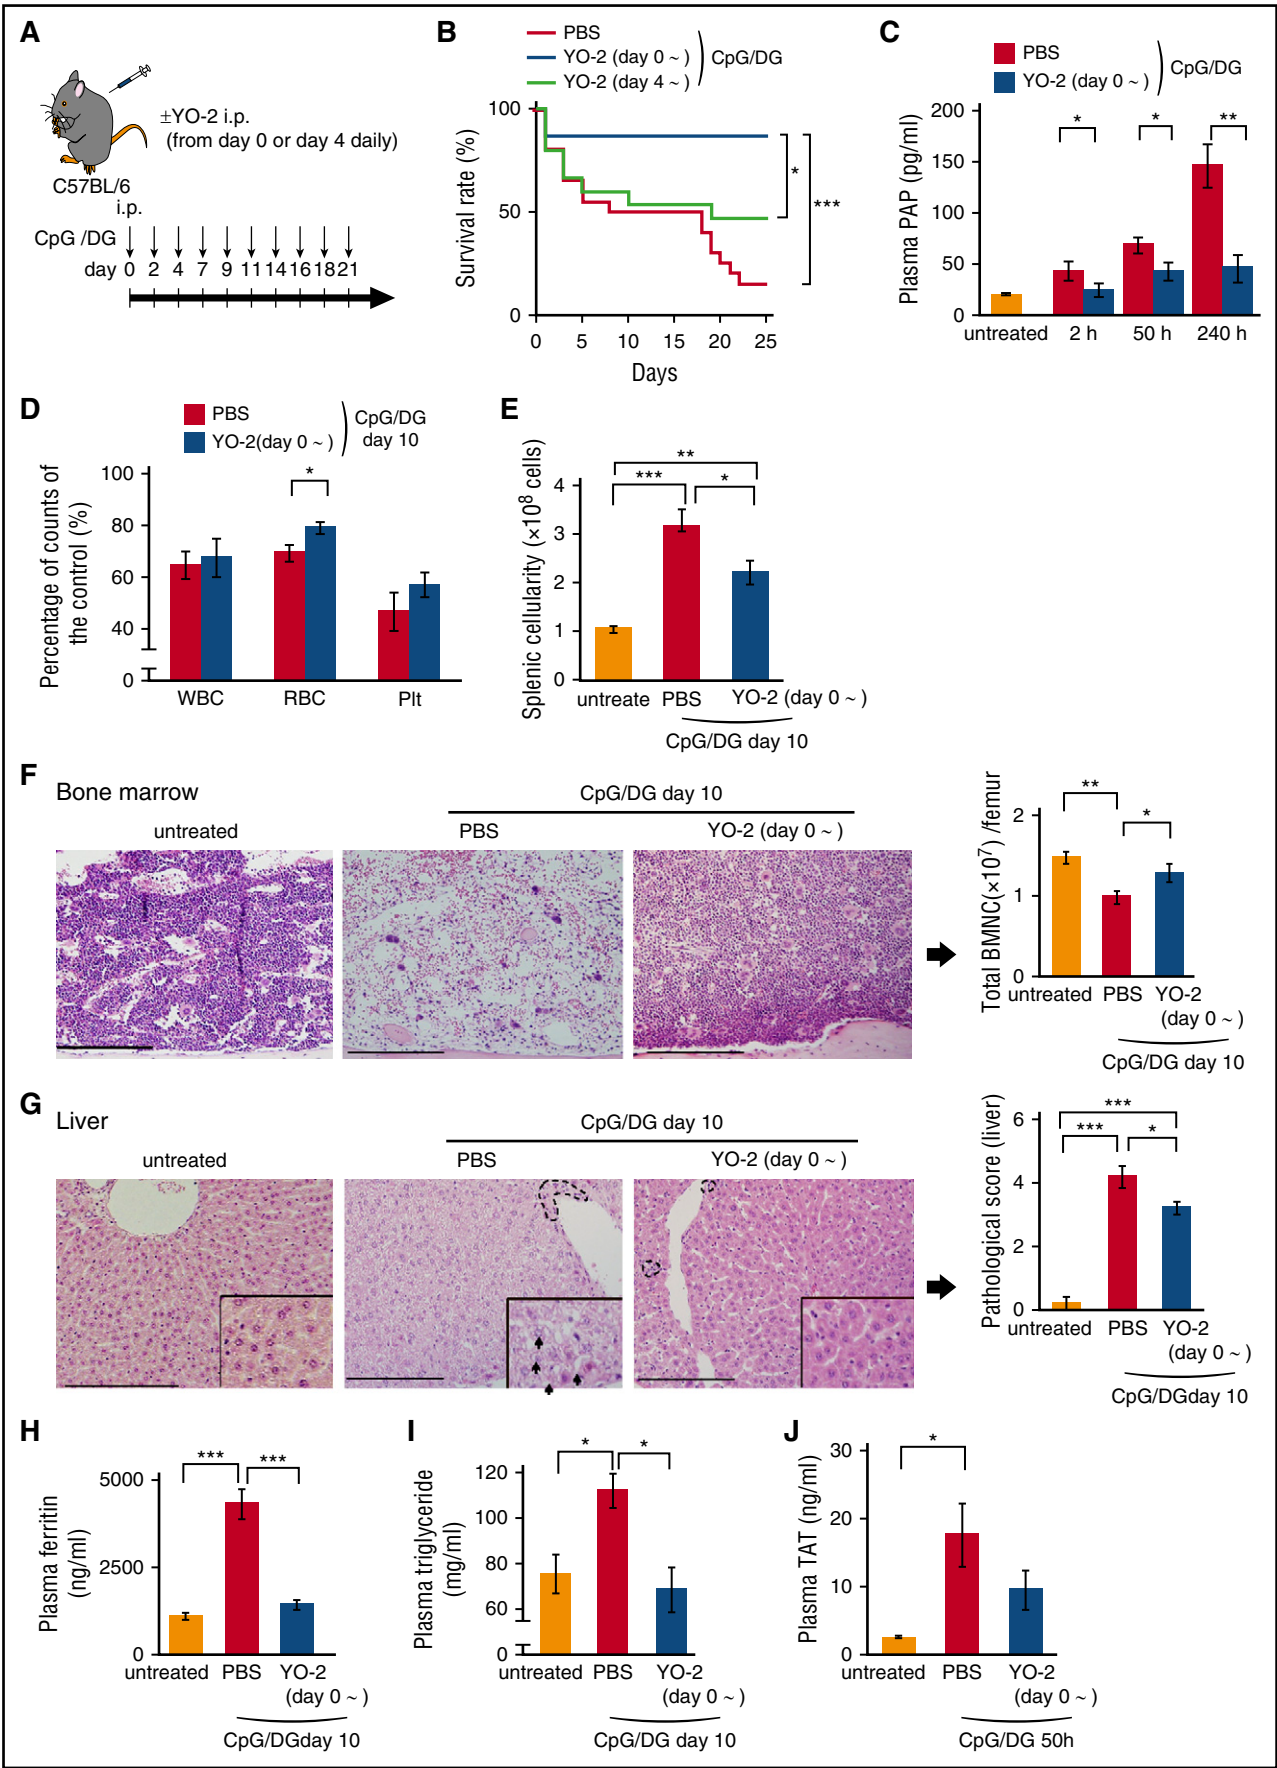 A
±YO-2 i.p.
(from day 0 or day 4 daily)
C57BL/6
i.p.
CpG /DG
day 0 2 4 7 9 11 14 16 18 21
B
PBS
YO-2 (day 0 ~ )
YO-2 (day 4 ~ )
CpG/DG
Survival rate (%)
100
50
0
*
***
0 5 10 15 20 25
Days
C
PBS
YO-2 (day 0 ~ )
CpG/DG
Plasma PAP (pg/ml)
200
150
100
50
0
* * **
untreated 2 h 50 h 240 h
D
PBS
YO-2(day 0 ~ )
CpG/DG
day 10
Percentage of counts of
the control (%)
100
80
60
40
0
*
WBC RBC Plt
E
Splenic cellularity (×10⁸ cells)
4
3
2
1
0
**
*** *
untreate PBS YO-2 (day 0 ~ )
CpG/DG day 10
F
Bone marrow
CpG/DG day 10
untreated PBS YO-2 (day 0 ~ )
Total BMNC(×10⁷) /femur
2
1
0
**
*
untreated PBS YO-2
(day 0 ~ )
CpG/DG day 10
G
Liver
CpG/DG day 10
untreated PBS YO-2 (day 0 ~ )
Pathological score (liver)
6
4
2
0
***
*** *
untreated PBS YO-2
(day 0 ~ )
CpG/DGday 10
H
Plasma ferritin
(ng/ml)
5000
2500
0
*** ***
untreated PBS YO-2
(day 0 ~ )
CpG/DGday 10
I
Plasma triglyceride
(mg/ml)
120
100
80
60
0
* *
untreated PBS YO-2
(day 0 ~ )
CpG/DG day 10
J
Plasma TAT (ng/ml)
30
20
10
0
*
untreated PBS YO-2
(day 0 ~ )
CpG/DG 50h